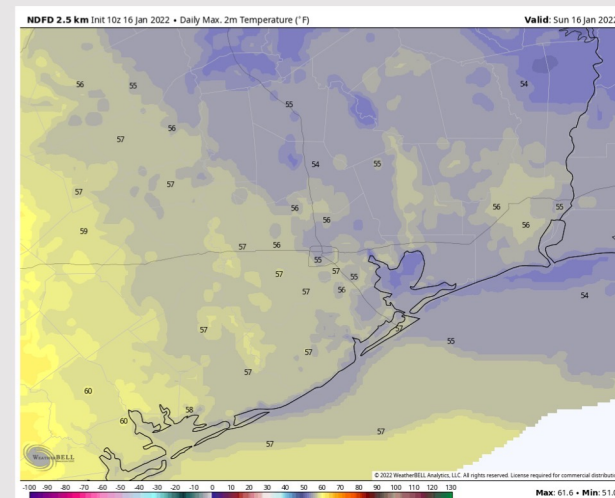 NDFD 2.5 km Init 10z 16 Jan 2022 • Daily Max. 2m Temperature (°F)
Valid: Sun 16 Jan 2022
56 55 54
55
57 56
54 55
57 57
56 56 55
59 56 56
57 56
55
57 57 55
57 56
54
57 57
55
57
57
60
58
60
57
57
WeatherBELL
© 2022 WeatherBELL Analytics, LLC. All rights reserved. License required for commercial distribut
-100 -90 -80 -70 -60 -50 -40 -30 -20 -10 0 10 20 30 40 50 60 70 80 90 100 110 120 130
Max: 61.6 • Min: 51.